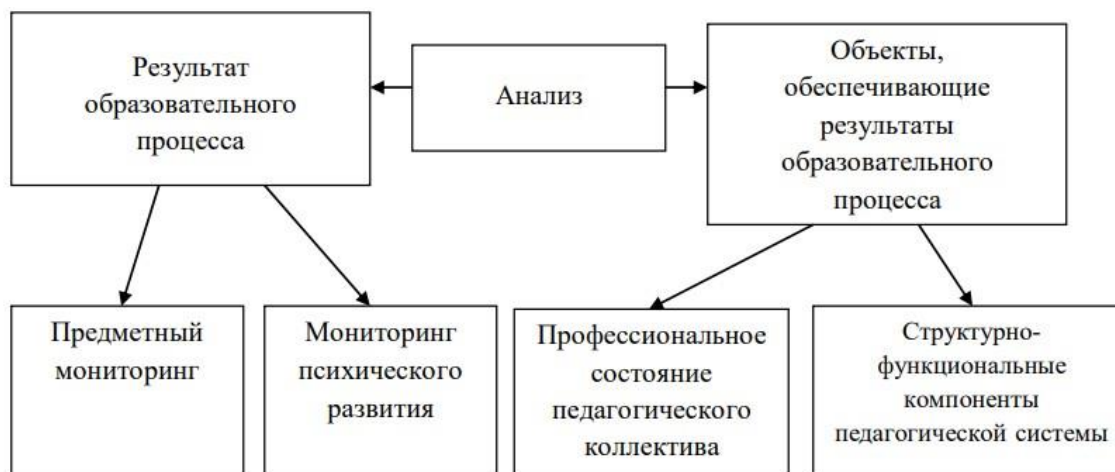 Результат
образовательного
процесса
Анализ
Объекты,
обеспечивающие
результаты
образовательного
процесса
Предметный
мониторинг
Мониторинг
психического
развития
Профессиональное
состояние
педагогического
коллектива
Структурно-
функциональные
компоненты
педагогической системы